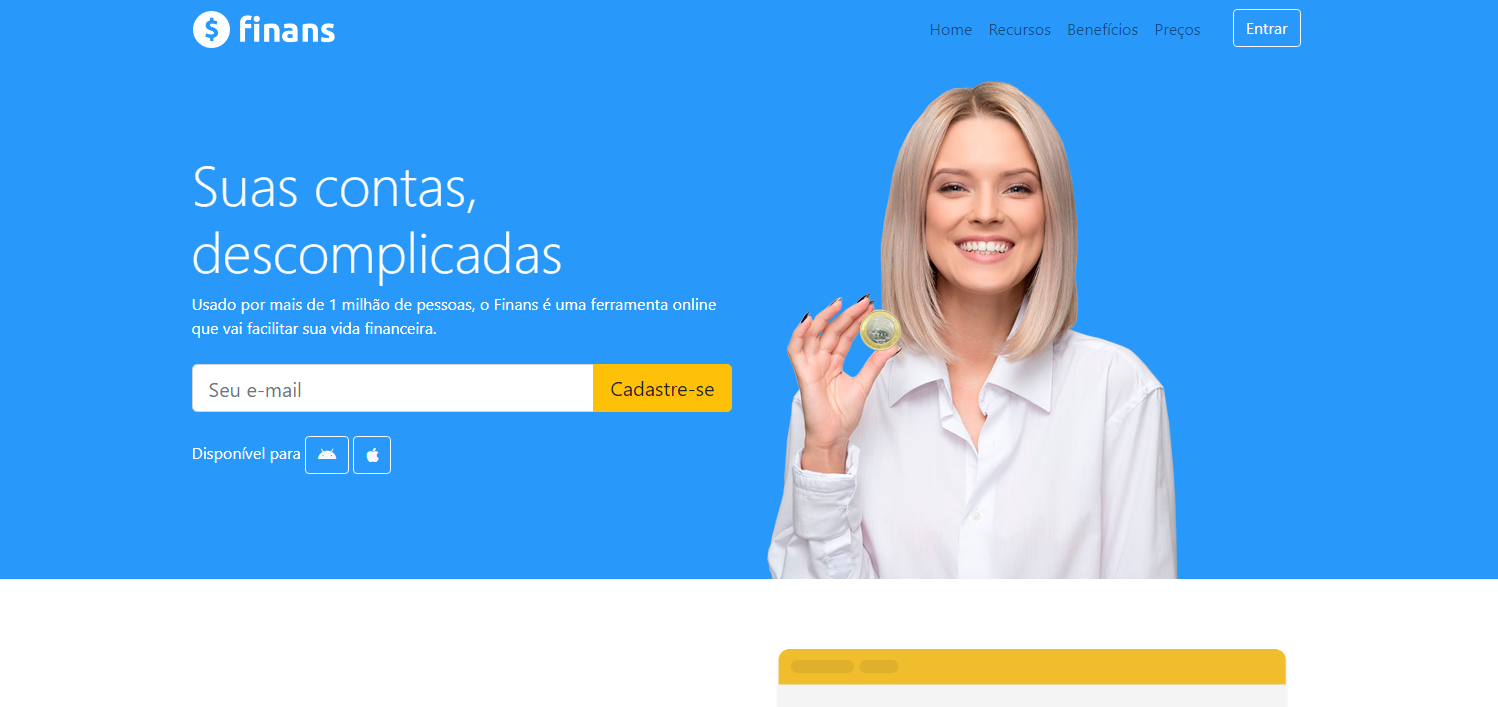 finans
Home Recursos Benefícios Preços Entrar
Suas contas,
descomplicadas
Usado por mais de 1 milhão de pessoas, o Finans é uma ferramenta online
que vai facilitar sua vida financeira.
Seu e-mail Cadastre-se
Disponível para